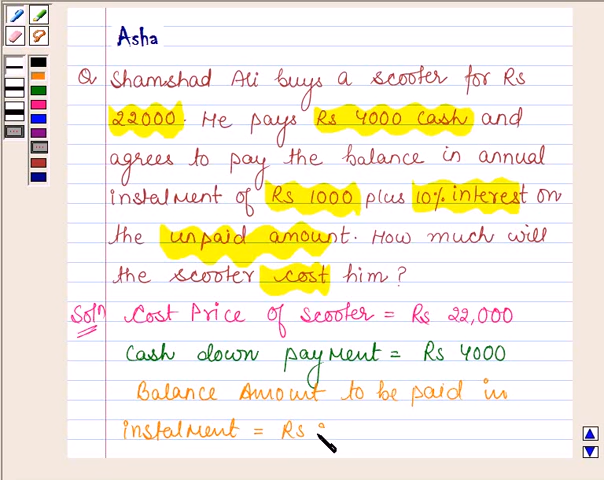 Asha
Q Shamshad Ali buys a scooter for Rs
22000. He pays Rs 4000 cash and
agrees to pay the balance in annual
instalment of Rs 1000 plus 10% interest on
the unpaid amount. How much will
the scooter cost him?
Soln Cost Price of scooter = Rs 22,000
Cash down payment = Rs 4000
Balance Amount to be paid in
instalment = Rs